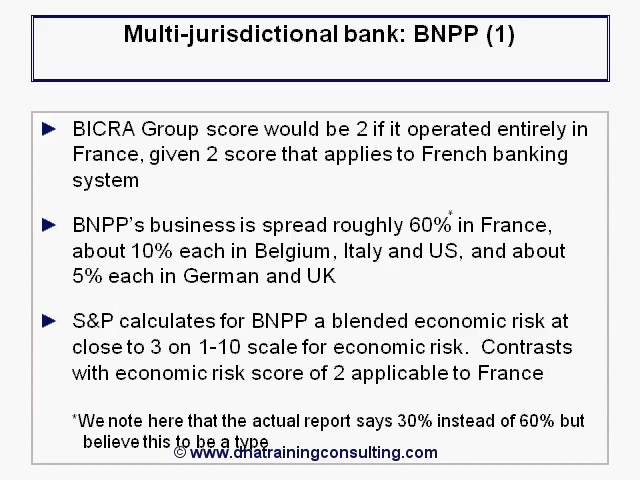 Multi-jurisdictional bank: BNPP (1)
► BICRA Group score would be 2 if it operated entirely in
France, given 2 score that applies to French banking
system
► BNPP's business is spread roughly 60%* in France,
about 10% each in Belgium, Italy and US, and about
5% each in German and UK
► S&P calculates for BNPP a blended economic risk at
close to 3 on 1-10 scale for economic risk. Contrasts
with economic risk score of 2 applicable to France
*We note here that the actual report says 30% instead of 60% but
believe this to be a type
© www.dhatrainingconsulting.com